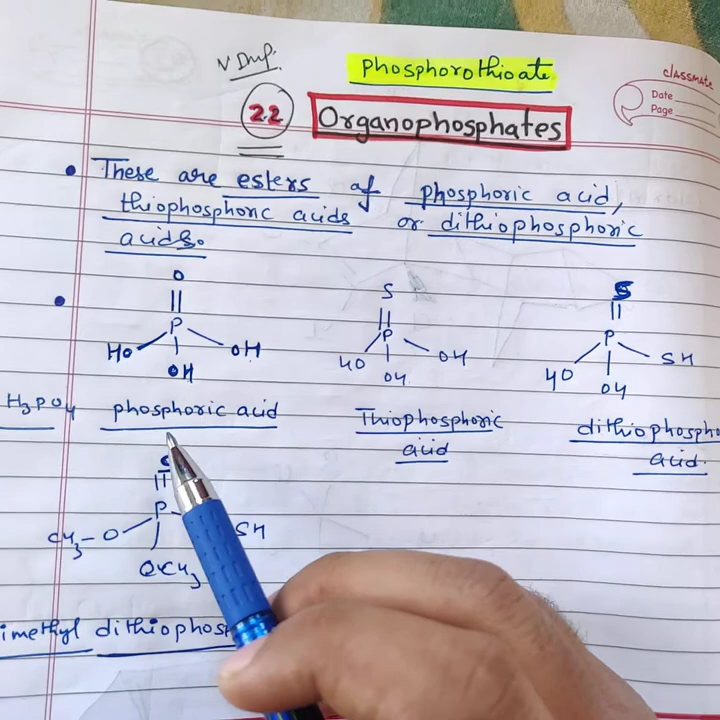 Phosphorothioate
classmate
Date
Page
V Imp.
2.2 Organophosphates
• These are esters of phosphoric acid,
thiophosphoric acids or dithiophosphoric
acids.
O
P
HO OH
OH
S
P
HO OH
OH
S
P
HO SH
OH
H3PO4 phosphoric acid
Thiophosphoric
acid
dithiophospho
acid.
S
P
CH3-O SH
OCH3
imethyl dithiophos